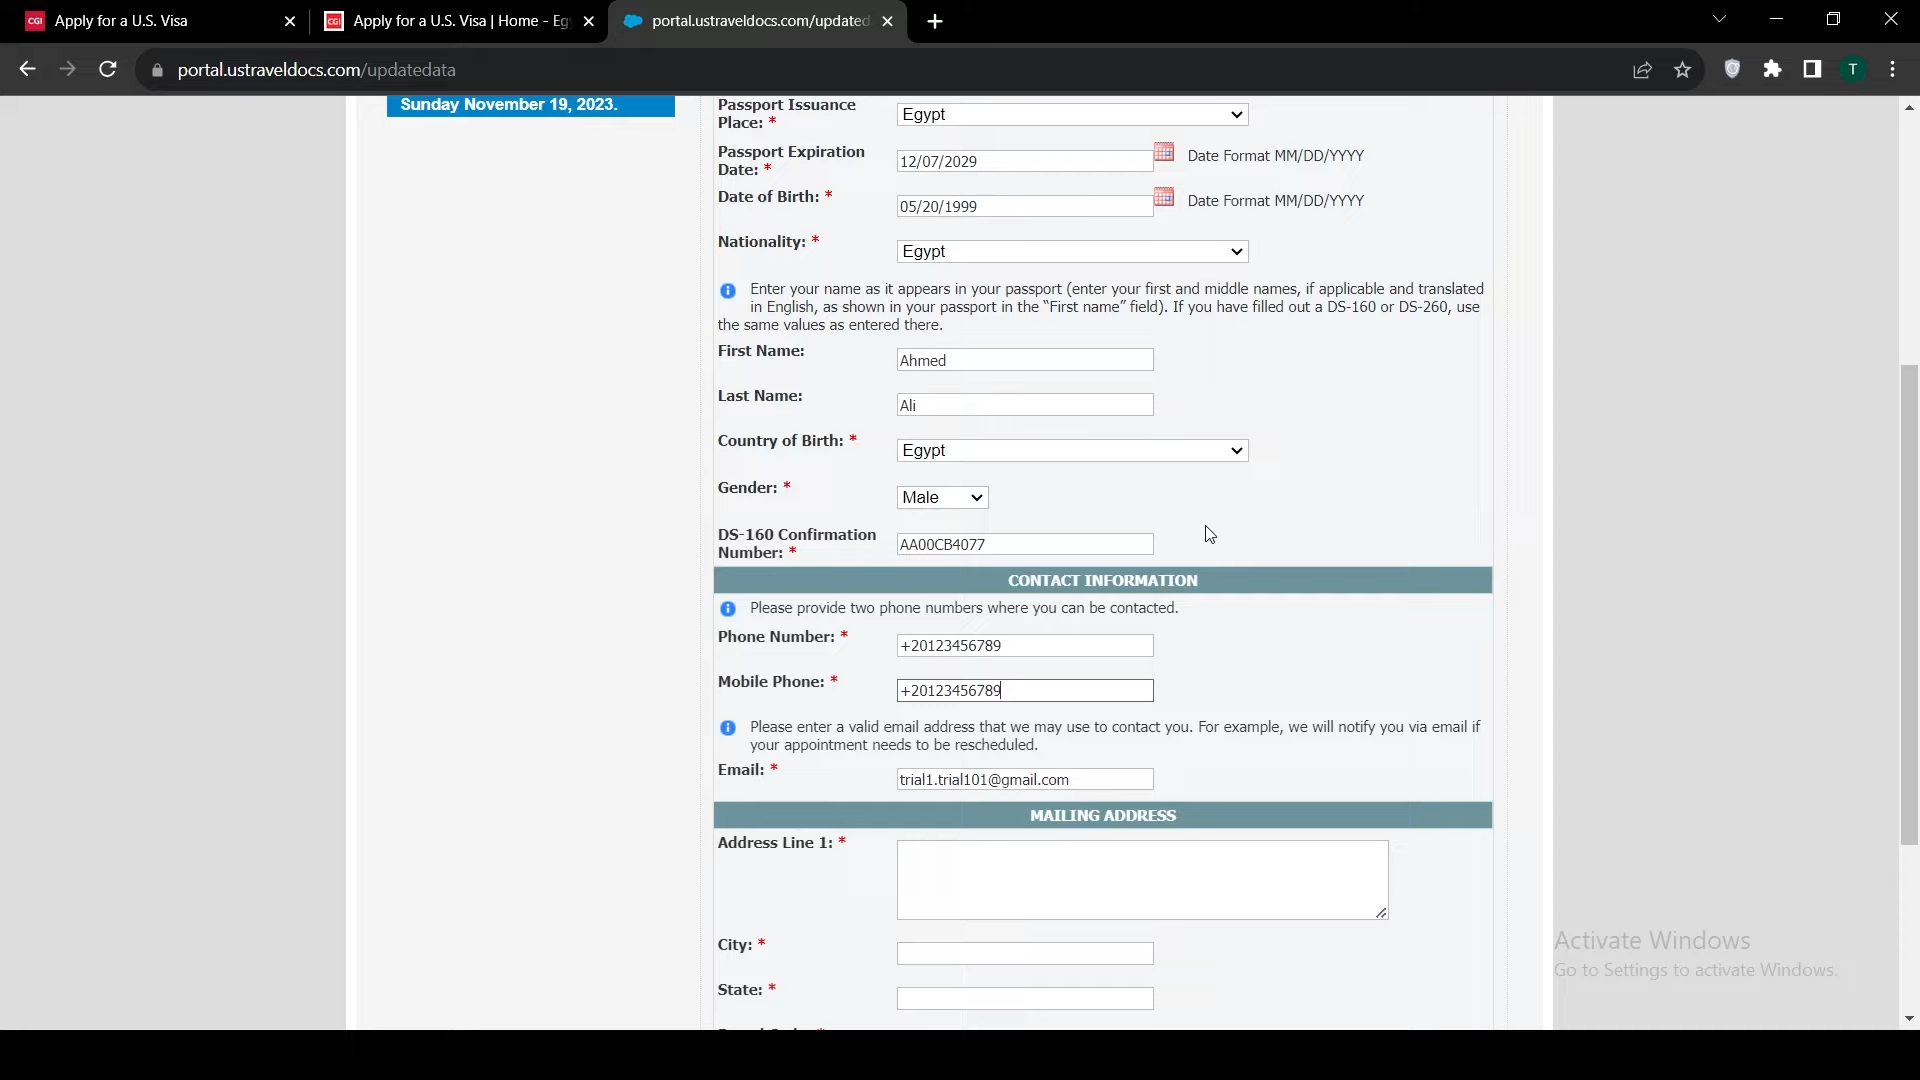 Apply for a U.S. Visa
Apply for a U.S. Visa | Home - Eg
portal.ustraveldocs.com/updated
portal.ustraveldocs.com/updatedata
T
Sunday November 19, 2023.
Passport Issuance
Place: *
Egypt
Passport Expiration
Date: *
12/07/2029
Date Format MM/DD/YYYY
Date of Birth: *
05/20/1999
Date Format MM/DD/YYYY
Nationality: *
Egypt
Enter your name as it appears in your passport (enter your first and middle names, if applicable and translated
in English, as shown in your passport in the “First name” field). If you have filled out a DS-160 or DS-260, use
the same values as entered there.
First Name:
Ahmed
Last Name:
Ali
Country of Birth: *
Egypt
Gender: *
Male
DS-160 Confirmation
Number: *
AA00CB4077
CONTACT INFORMATION
Please provide two phone numbers where you can be contacted.
Phone Number: *
+20123456789
Mobile Phone: *
+20123456789
Please enter a valid email address that we may use to contact you. For example, we will notify you via email if
your appointment needs to be rescheduled.
Email: *
trial1.trial101@gmail.com
MAILING ADDRESS
Address Line 1: *
City: *
State: *
Activate Windows
Go to Settings to activate Windows.